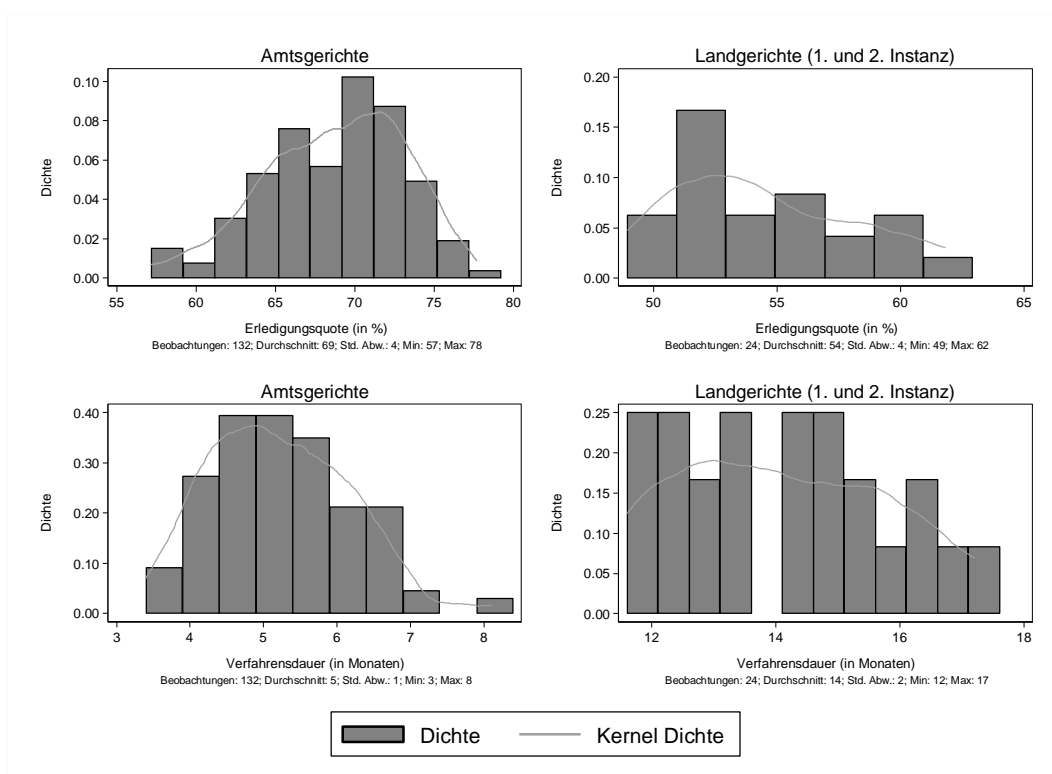 Amtsgerichte
0.10
0.08
0.06
0.04
0.02
0.00
Dichte
55 60 65 70 75 80
Erledigungsquote (in %)
Beobachtungen: 132; Durchschnitt: 69; Std. Abw.: 4; Min: 57; Max: 78
Landgerichte (1. und 2. Instanz)
0.20
0.15
0.10
0.05
0.00
Dichte
50 55 60 65
Erledigungsquote (in %)
Beobachtungen: 24; Durchschnitt: 54; Std. Abw.: 4; Min: 49; Max: 62
Amtsgerichte
0.40
0.30
0.20
0.10
0.00
Dichte
3 4 5 6 7 8
Verfahrensdauer (in Monaten)
Beobachtungen: 132; Durchschnitt: 5; Std. Abw.: 1; Min: 3; Max: 8
Landgerichte (1. und 2. Instanz)
0.25
0.20
0.15
0.10
0.05
0.00
Dichte
12 14 16 18
Verfahrensdauer (in Monaten)
Beobachtungen: 24; Durchschnitt: 14; Std. Abw.: 2; Min: 12; Max: 17
Dichte Kernel Dichte